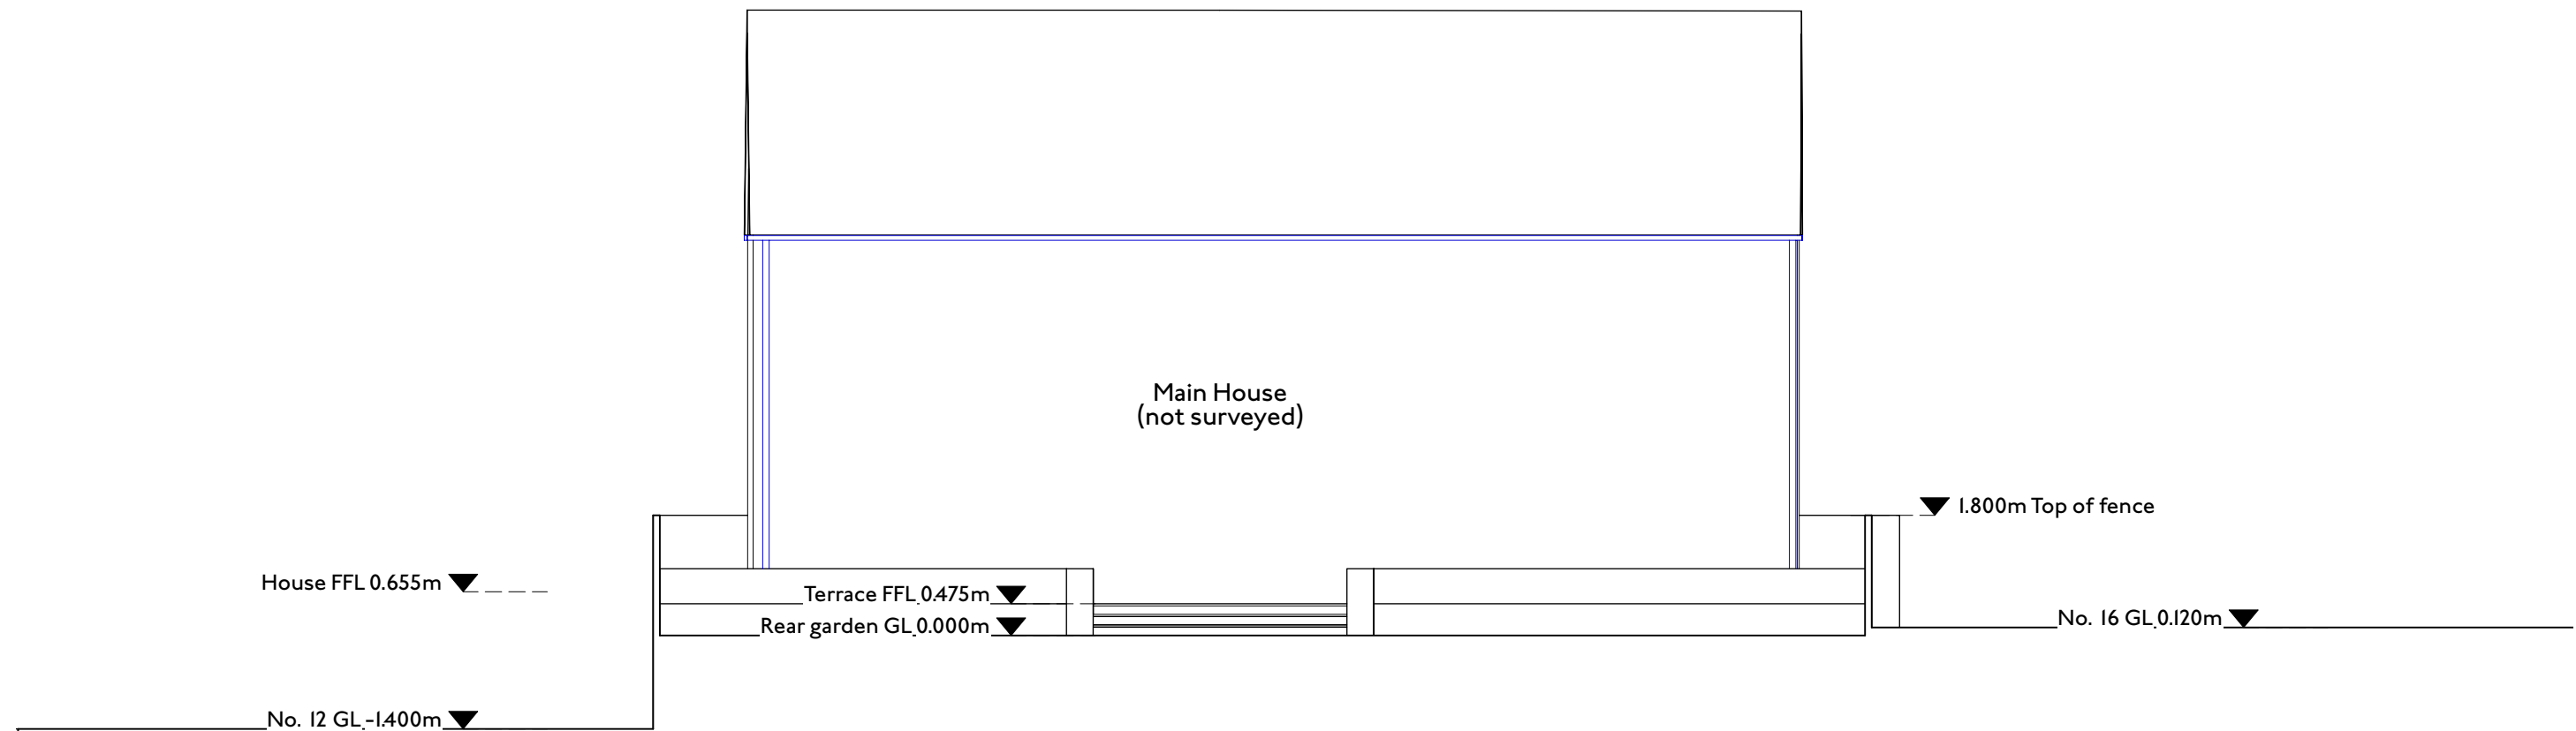 Main House
(not surveyed)
1.800m Top of fence
House FFL 0.655m
Terrace FFL 0.475m
Rear garden GL 0.000m
No. 16 GL 0.120m
No. 12 GL -1.400m